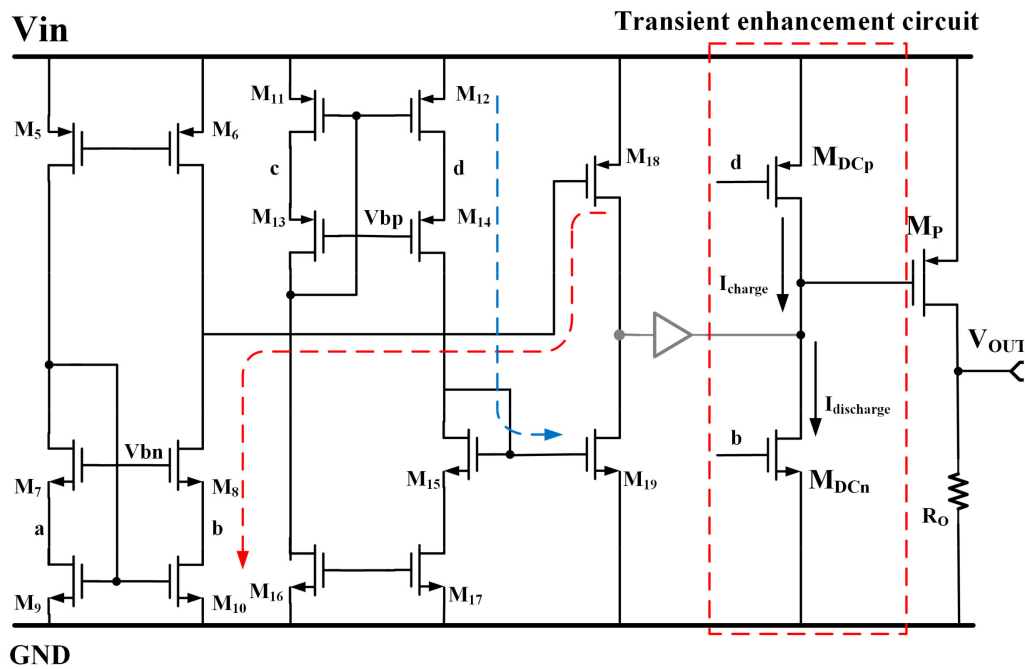 Transient enhancement circuit
Vin
M11
M12
M5
M6
M18
d
MDCp
c
d
M13
Vbp
M14
MP
Icharge
VOUT
Idischarge
Vbn
b
M7
M8
M15
M19
MDCn
a
b
RO
M9
M10
M16
M17
GND